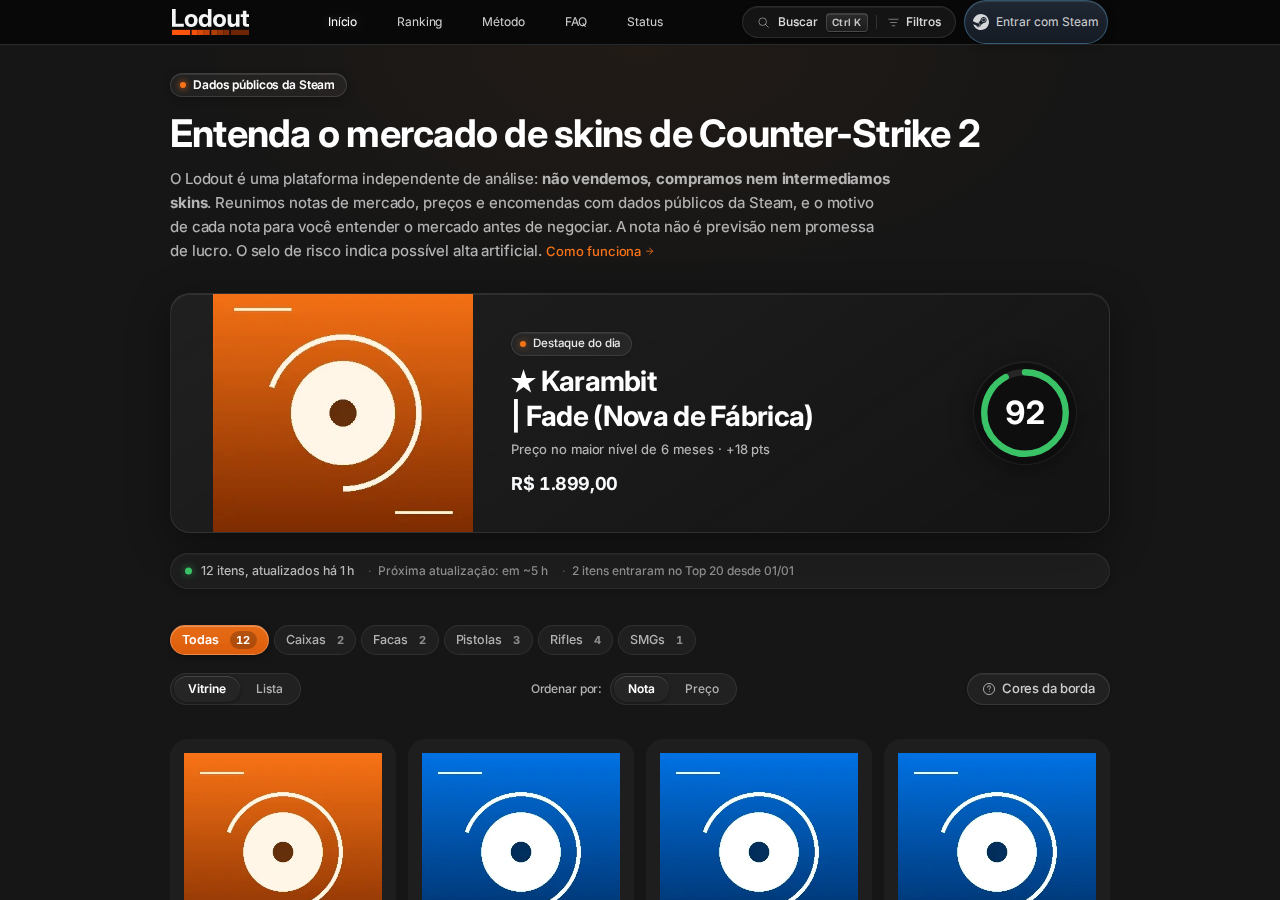 Lodout
Início
Ranking
Método
FAQ
Status
Buscar
Ctrl K
Filtros
Entrar com Steam
Dados públicos da Steam
Entenda o mercado de skins de Counter-Strike 2
O Lodout é uma plataforma independente de análise: não vendemos, compramos nem intermediamos
skins. Reunimos notas de mercado, preços e encomendas com dados públicos da Steam, e o motivo
de cada nota para você entender o mercado antes de negociar. A nota não é previsão nem promessa
de lucro. O selo de risco indica possível alta artificial. Como funciona →
Destaque do dia
★ Karambit
| Fade (Nova de Fábrica)
Preço no maior nível de 6 meses · +18 pts
R$ 1.899,00
92
12 itens, atualizados há 1 h · Próxima atualização: em ~5 h · 2 itens entraram no Top 20 desde 01/01
Todas 12
Caixas 2
Facas 2
Pistolas 3
Rifles 4
SMGs 1
Vitrine
Lista
Ordenar por:
Nota
Preço
Cores da borda